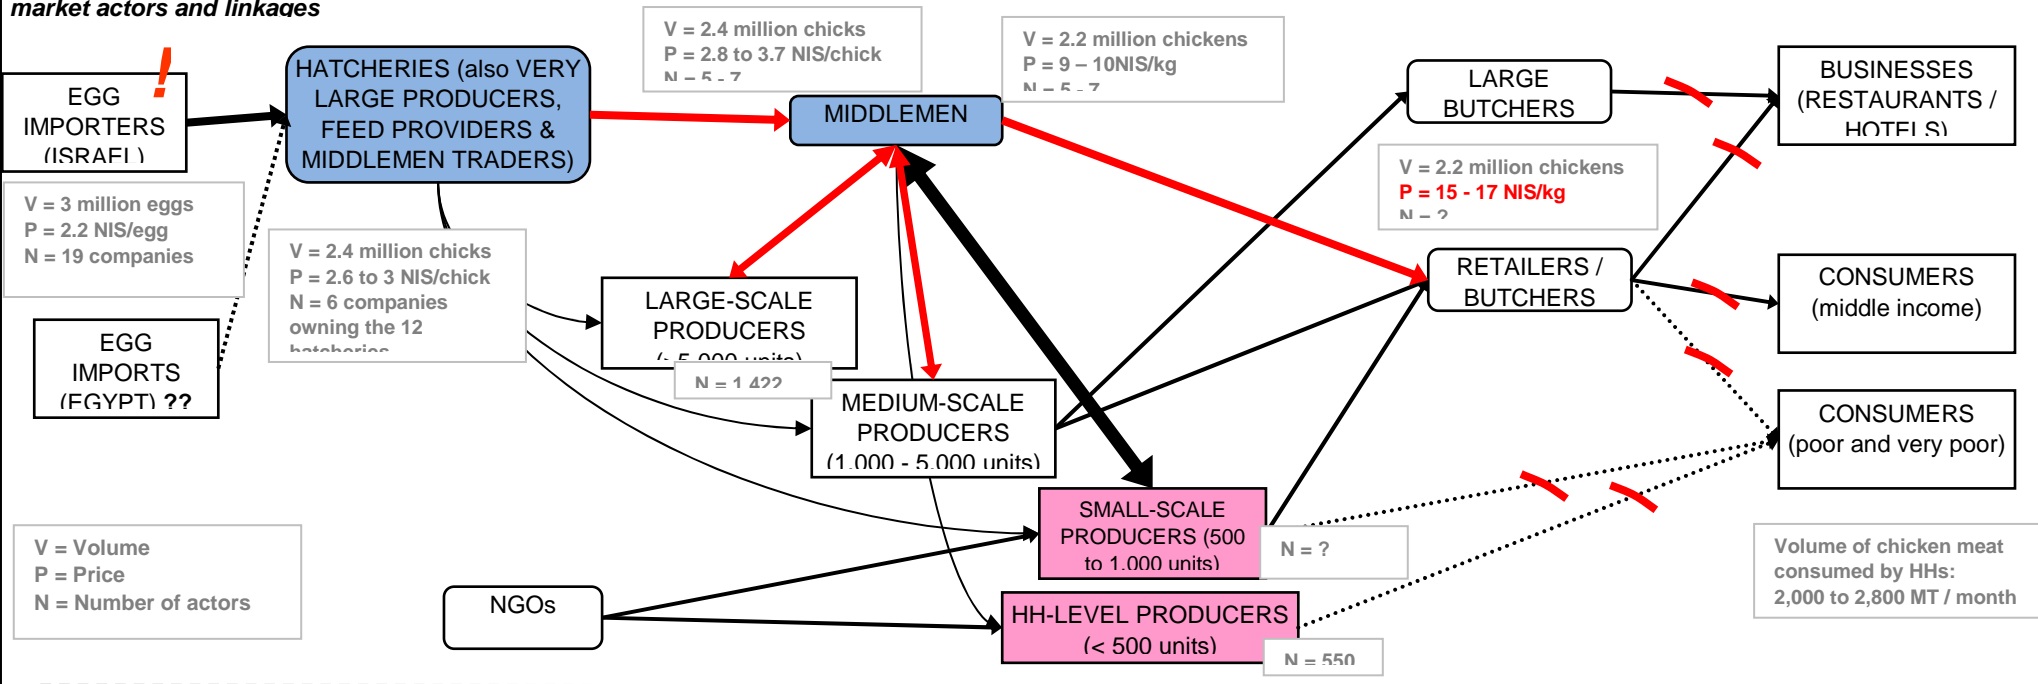 market actors and linkages
V = 2.4 million chicks
P = 2.8 to 3.7 NIS/chick
N = 5 - 7
V = 2.2 million chickens
P = 9 – 10NIS/kg
N = 5 - 7
!
EGG
IMPORTERS
(ISRAEL)
HATCHERIES (also VERY
LARGE PRODUCERS,
FEED PROVIDERS &
MIDDLEMEN TRADERS)
MIDDLEMEN
LARGE
BUTCHERS
BUSINESSES
(RESTAURANTS /
HOTELS)
V = 3 million eggs
P = 2.2 NIS/egg
N = 19 companies
V = 2.4 million chicks
P = 2.6 to 3 NIS/chick
N = 6 companies
owning the 12
hatcheries
V = 2.2 million chickens
P = 15 - 17 NIS/kg
N = ?
LARGE-SCALE
PRODUCERS
(>5,000 units)
N = 1,422
RETAILERS /
BUTCHERS
CONSUMERS
(middle income)
EGG
IMPORTS
(EGYPT) ??
MEDIUM-SCALE
PRODUCERS
(1,000 - 5,000 units)
CONSUMERS
(poor and very poor)
SMALL-SCALE
PRODUCERS (500
to 1,000 units)
N = ?
V = Volume
P = Price
N = Number of actors
NGOs
HH-LEVEL PRODUCERS
(< 500 units)
N = 550
Volume of chicken meat
consumed by HHs:
2,000 to 2,800 MT / month